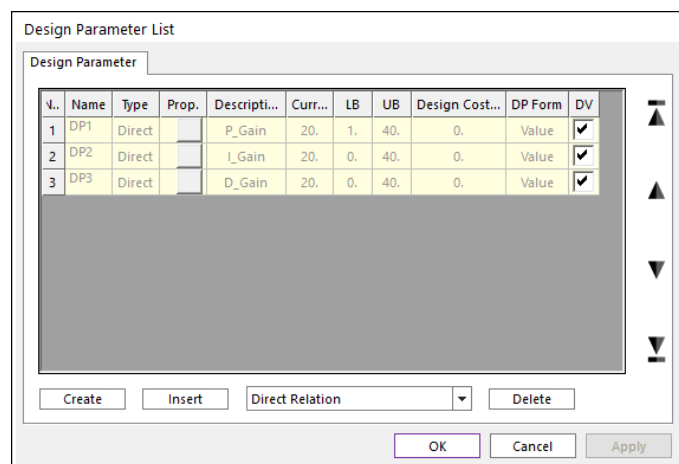 Design Parameter List
Design Parameter
N.. Name Type Prop. Descripti... Curr... LB UB Design Cost... DP Form DV
1 DP1 Direct P_Gain 20. 1. 40. 0. Value
2 DP2 Direct I_Gain 20. 0. 40. 0. Value
3 DP3 Direct D_Gain 20. 0. 40. 0. Value
Create Insert Direct Relation Delete
OK Cancel Apply